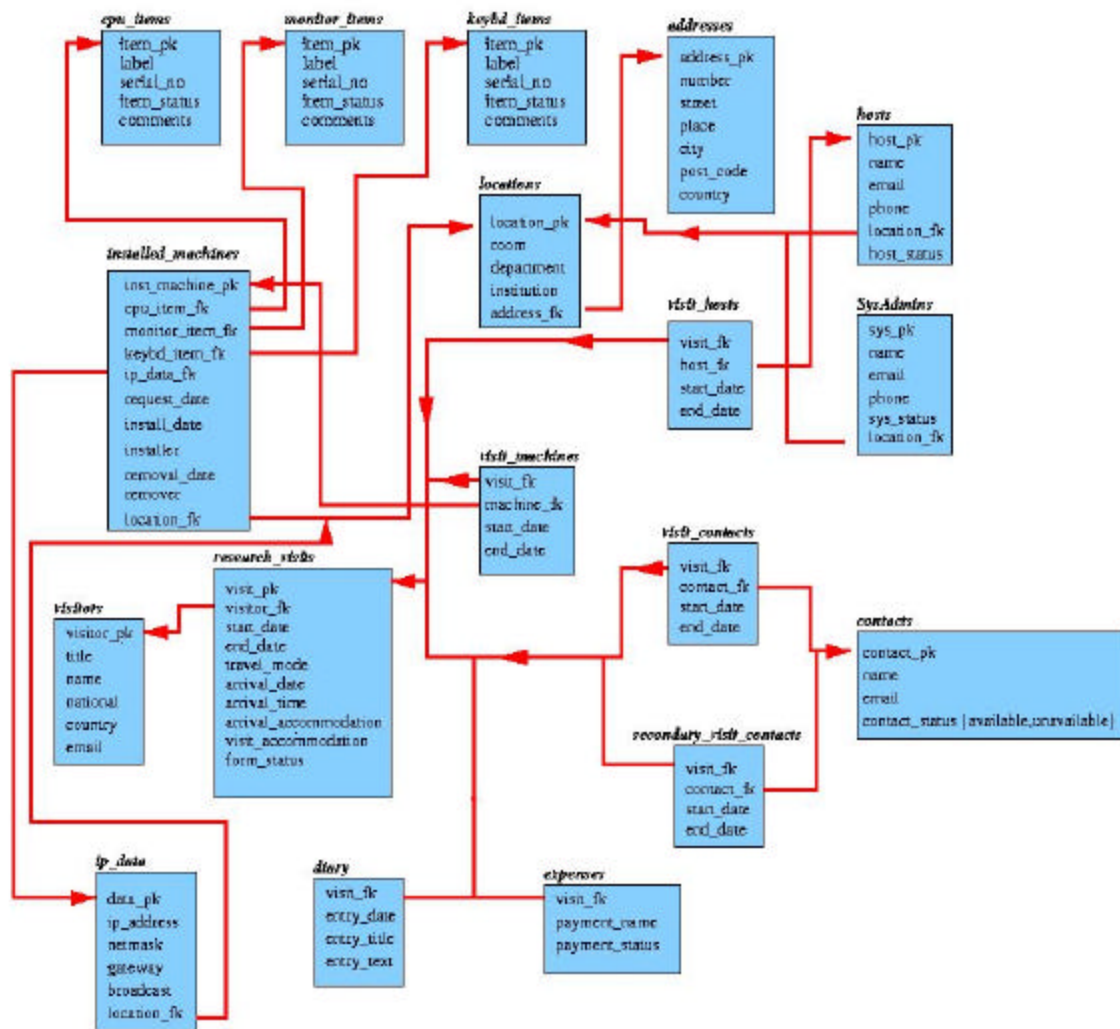 cpu_items
item_pk
label
serial_no
item_status
comments
monitor_items
item_pk
label
serial_no
item_status
comments
keybd_items
item_pk
label
serial_no
item_status
comments
addresses
address_pk
number
street
place
city
post_code
country
hosts
host_pk
name
email
phone
location_fk
host_status
locations
location_pk
room
department
institution
address_fk
installed_machines
inst_machine_pk
cpu_item_fk
monitor_item_fk
keybd_item_fk
ip_data_fk
request_date
install_date
installer
removal_date
remover
location_fk
visit_hosts
visit_fk
host_fk
start_date
end_date
SysAdmins
sys_pk
name
email
phone
sys_status
location_fk
visit_machines
visit_fk
machine_fk
start_date
end_date
visit_contacts
visit_fk
contact_fk
start_date
end_date
research_visits
visit_pk
visitor_fk
start_date
end_date
travel_mode
arrival_date
arrival_time
arrival_accommodation
visit_accommodation
form_status
visitors
visitor_pk
title
name
national
country
email
contacts
contact_pk
name
email
contact_status {available,unavailable}
secondary_visit_contacts
visit_fk
contact_fk
start_date
end_date
ip_data
data_pk
ip_address
netmask
gateway
broadcast
location_fk
diary
visit_fk
entry_date
entry_title
entry_text
expenses
visit_fk
payment_name
payment_status